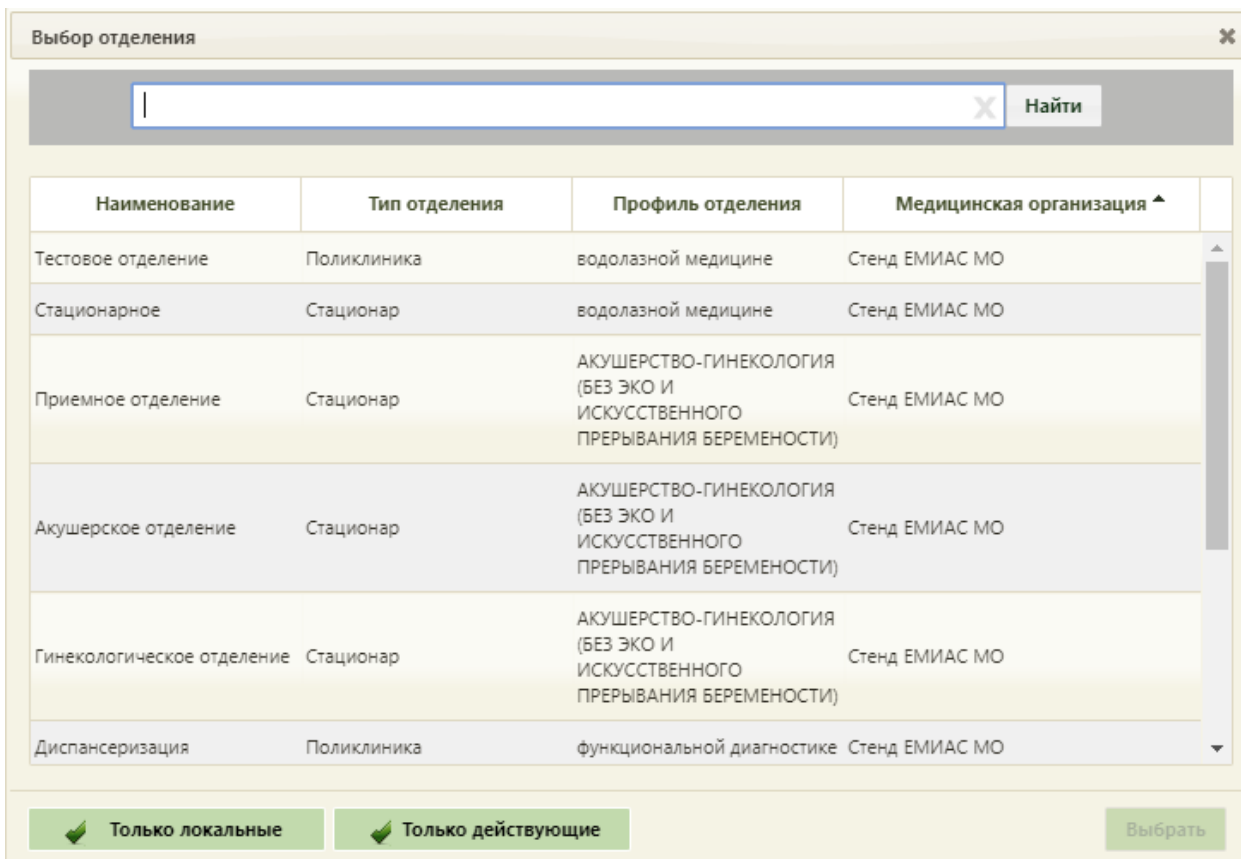 Выбор отделения
Найти
Наименование Тип отделения Профиль отделения Медицинская организация
Тестовое отделение Поликлиника водолазной медицине Стенд ЕМИАС МО
Стационарное Стационар водолазной медицине Стенд ЕМИАС МО
АКУШЕРСТВО-ГИНЕКОЛОГИЯ
(БЕЗ ЭКО И
Приемное отделение Стационар ИСКУССТВЕННОГО Стенд ЕМИАС МО
ПРЕРЫВАНИЯ БЕРЕМЕНОСТИ)
АКУШЕРСТВО-ГИНЕКОЛОГИЯ
(БЕЗ ЭКО И
Акушерское отделение Стационар ИСКУССТВЕННОГО Стенд ЕМИАС МО
ПРЕРЫВАНИЯ БЕРЕМЕНОСТИ)
АКУШЕРСТВО-ГИНЕКОЛОГИЯ
(БЕЗ ЭКО И
Гинекологическое отделение Стационар ИСКУССТВЕННОГО Стенд ЕМИАС МО
ПРЕРЫВАНИЯ БЕРЕМЕНОСТИ)
Диспансеризация Поликлиника функциональной диагностике Стенд ЕМИАС МО
Только локальные Только действующие Выбрать